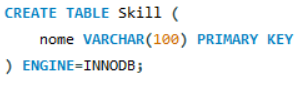 CREATE TABLE Skill (
    nome VARCHAR(100) PRIMARY KEY
) ENGINE=INNODB;